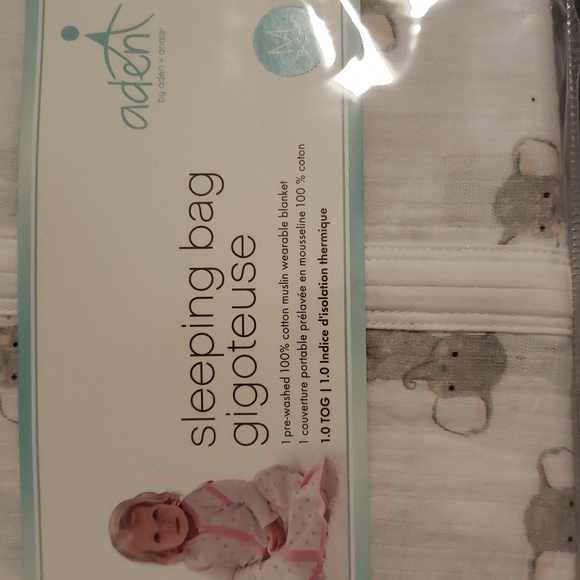 aden
by aden + anais
M
sleeping bag
gigoteuse
1 pre-washed 100% cotton muslin wearable blanket
1 couverture portable prélavée en mousseline 100 % coton
1.0 TOG | 1.0 Indice d'isolation thermique